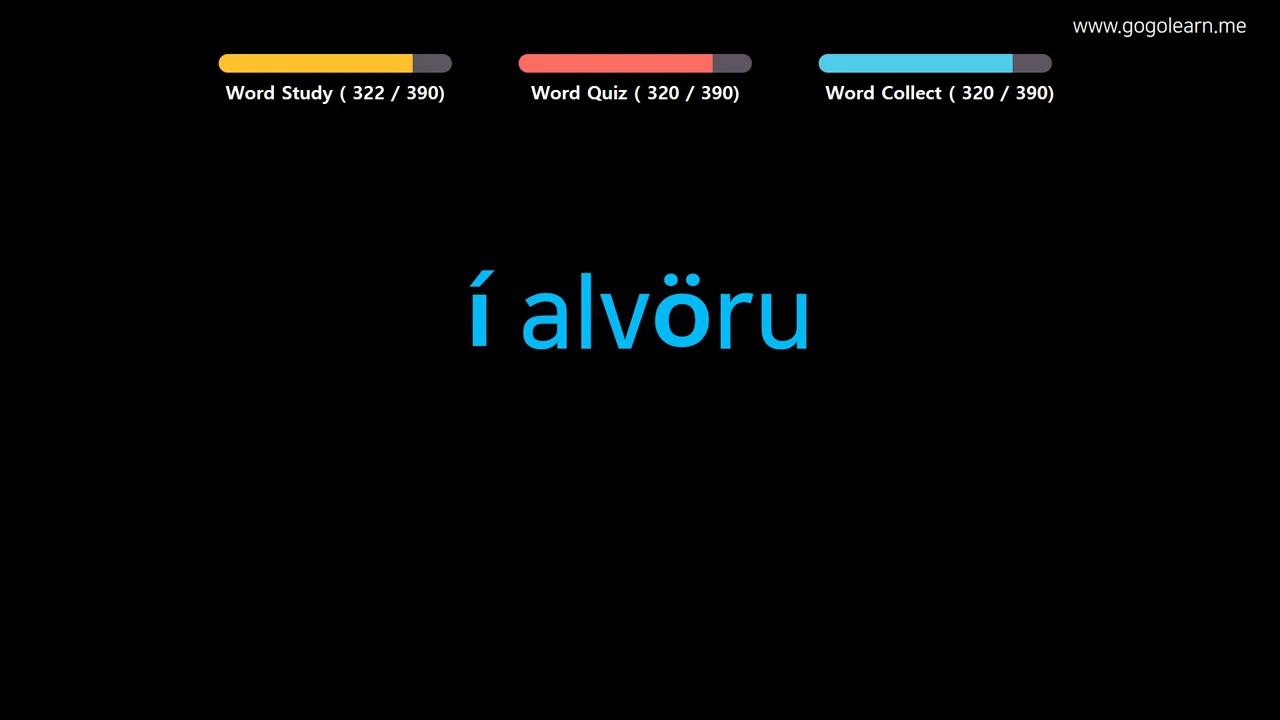 www.gogolearn.me
Word Study ( 322 / 390)
Word Quiz ( 320 / 390)
Word Collect ( 320 / 390)
í alvöru